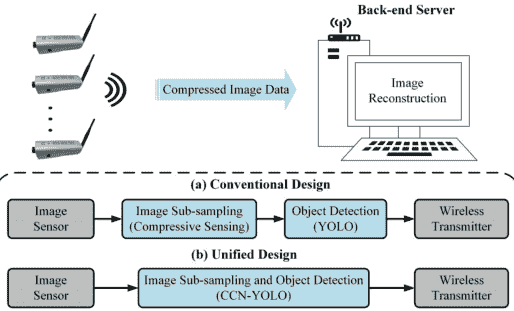 Back-end Server
Compressed Image Data
Image
Reconstruction
(a) Conventional Design
Image
Sensor
Image Sub-sampling
(Compressive Sensing)
Object Detection
(YOLO)
Wireless
Transmitter
(b) Unified Design
Image
Sensor
Image Sub-sampling and Object Detection
(CCN-YOLO)
Wireless
Transmitter